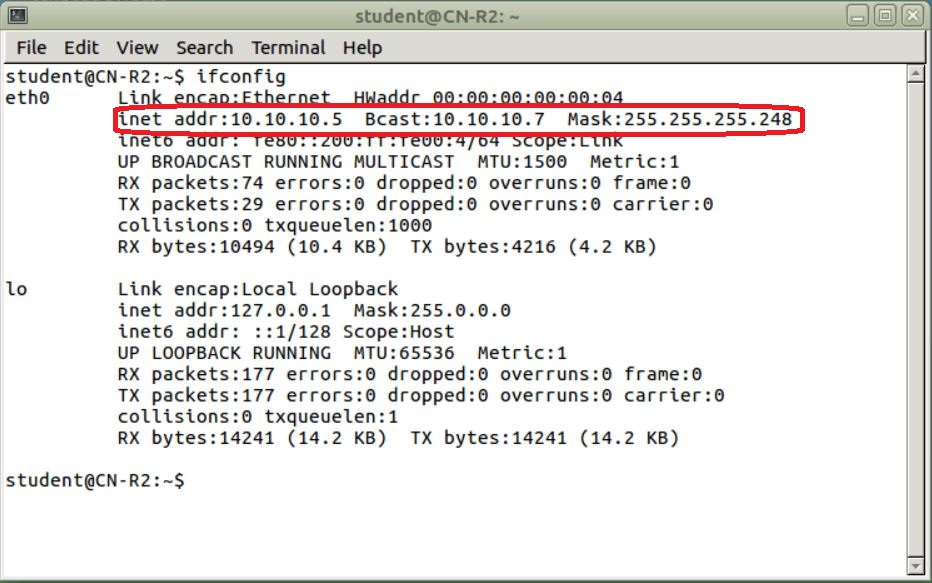 student@CN-R2: ~
File Edit View Search Terminal Help
student@CN-R2:~$ ifconfig
eth0      Link encap:Ethernet  HWaddr 00:00:00:00:00:04
          inet addr:10.10.10.5  Bcast:10.10.10.7  Mask:255.255.255.248
          inet6 addr: fe80::200:ff:fe00:4/64 Scope:Link
          UP BROADCAST RUNNING MULTICAST  MTU:1500  Metric:1
          RX packets:74 errors:0 dropped:0 overruns:0 frame:0
          TX packets:29 errors:0 dropped:0 overruns:0 carrier:0
          collisions:0 txqueuelen:1000
          RX bytes:10494 (10.4 KB)  TX bytes:4216 (4.2 KB)
lo        Link encap:Local Loopback
          inet addr:127.0.0.1  Mask:255.0.0.0
          inet6 addr: ::1/128 Scope:Host
          UP LOOPBACK RUNNING  MTU:65536  Metric:1
          RX packets:177 errors:0 dropped:0 overruns:0 frame:0
          TX packets:177 errors:0 dropped:0 overruns:0 carrier:0
          collisions:0 txqueuelen:1
          RX bytes:14241 (14.2 KB)  TX bytes:14241 (14.2 KB)
student@CN-R2:~$